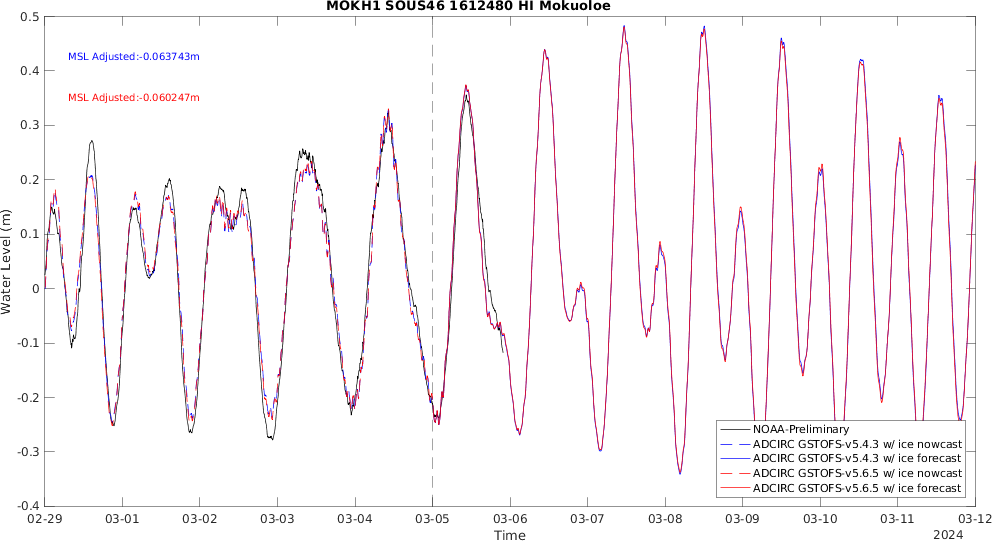 MOKH1 SOUS46 1612480 HI Mokuoloe
MSL Adjusted:-0.063743m
MSL Adjusted:-0.060247m
Water Level (m)
0.5
0.4
0.3
0.2
0.1
0
-0.1
-0.2
-0.3
-0.4
NOAA-Preliminary
ADCIRC GSTOFS-v5.4.3 w/ ice nowcast
ADCIRC GSTOFS-v5.4.3 w/ ice forecast
ADCIRC GSTOFS-v5.6.5 w/ ice nowcast
ADCIRC GSTOFS-v5.6.5 w/ ice forecast
02-29 03-01 03-02 03-03 03-04 03-05 03-06 03-07 03-08 03-09 03-10 03-11 03-12
Time
2024